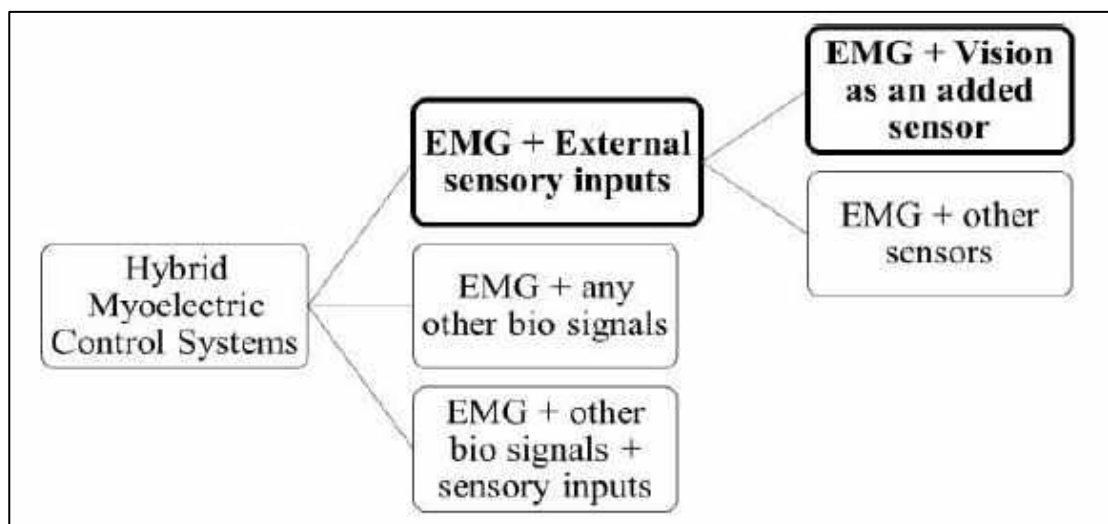 Hybrid
Myoelectric
Control Systems
EMG + External
sensory inputs
EMG + any
other bio signals
EMG + other
bio signals +
sensory inputs
EMG + Vision
as an added
sensor
EMG + other
sensors